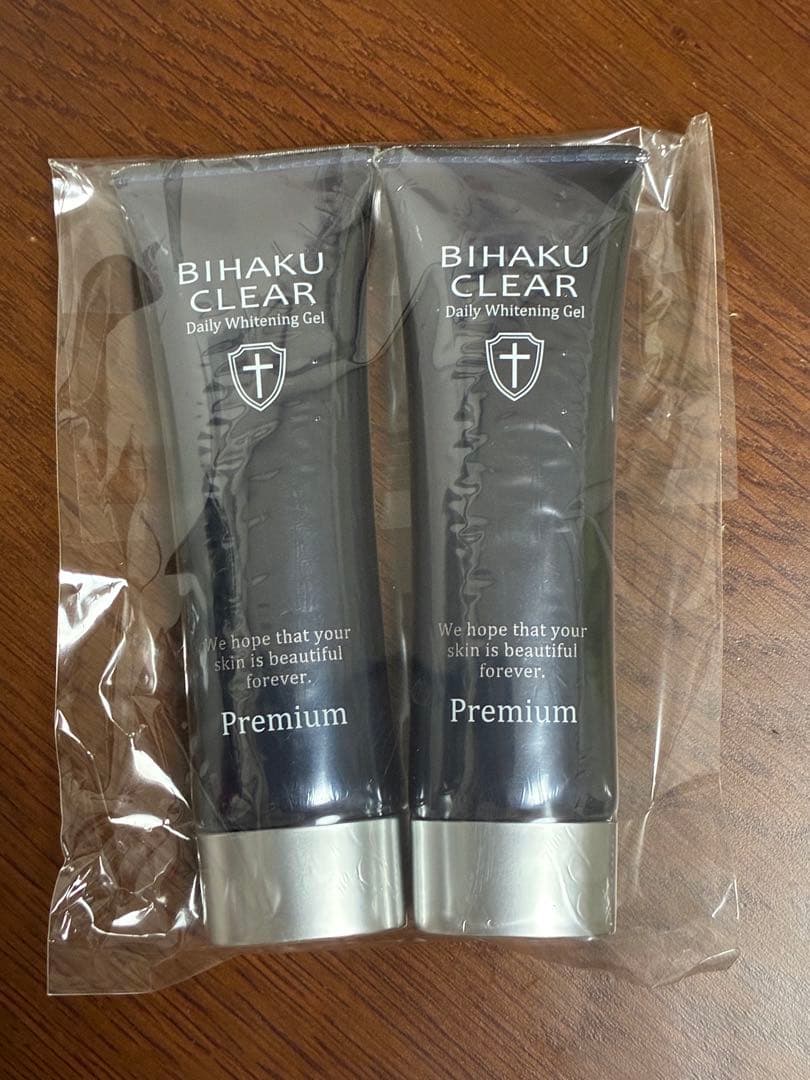 BIHAKU
CLEAR
Daily Whitening Gel
We hope that your
skin is beautiful
forever.
Premium
BIHAKU
CLEAR
Daily Whitening Gel
We hope that your
skin is beautiful
forever.
Premium